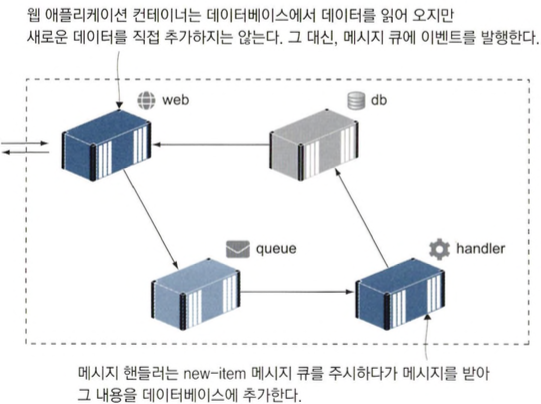 웹 애플리케이션 컨테이너는 데이터베이스에서 데이터를 읽어 오지만
새로운 데이터를 직접 추가하지는 않는다. 그 대신, 메시지 큐에 이벤트를 발행한다.
web
db
queue
handler
메시지 핸들러는 new-item 메시지 큐를 주시하다가 메시지를 받아
그 내용을 데이터베이스에 추가한다.